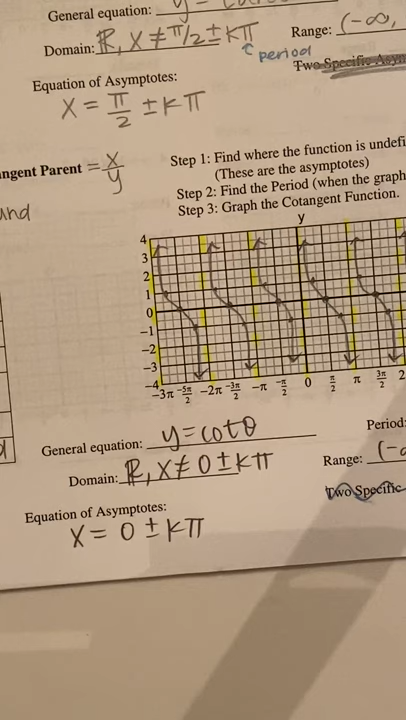 General equation: y =
Domain: ℝ, X ≠ π/2 ± Kπ Range: (-∞,
period
Two Specific Asym
Equation of Asymptotes:
X = π/2 ± K π
angent Parent = x/y
Step 1: Find where the function is undefi
(These are the asymptotes)
Step 2: Find the Period (when the graph
Step 3: Graph the Cotangent Function.
und
y
4
3
2
1
0
-1
-2
-3
-4
-3π -5π/2 -2π -3π/2 -π -π/2 0 π/2 π 3π/2 2
General equation: y = cot θ
Period:
Domain: ℝ, X ≠ 0 ± Kπ Range: (-
Two Specific
Equation of Asymptotes:
X = 0 ± K π